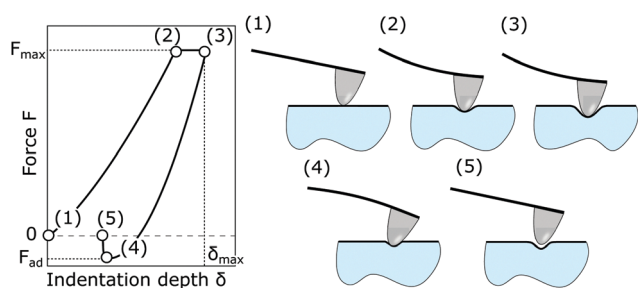 F_max
(2)
(3)
Force F
(1)
(5)
(4)
0
F_ad
δ_max
Indentation depth δ
(1)
(2)
(3)
(4)
(5)